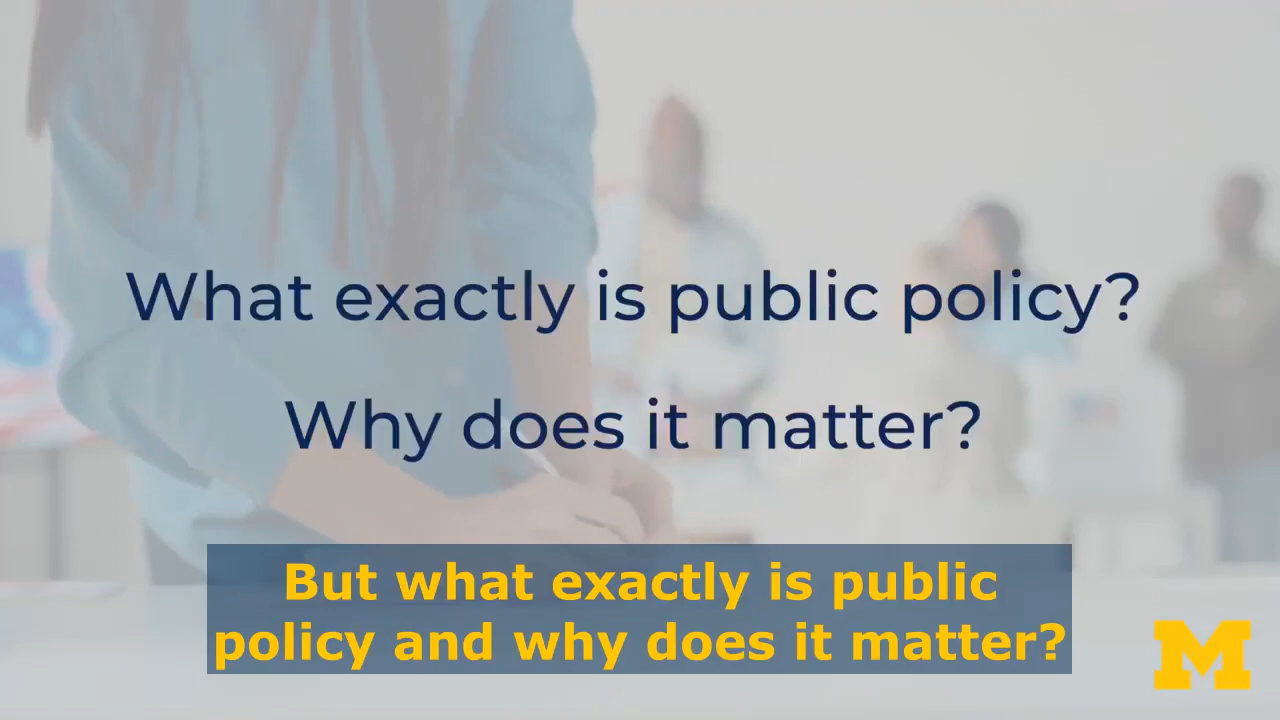 What exactly is public policy?
Why does it matter?
But what exactly is public
policy and why does it matter?
M